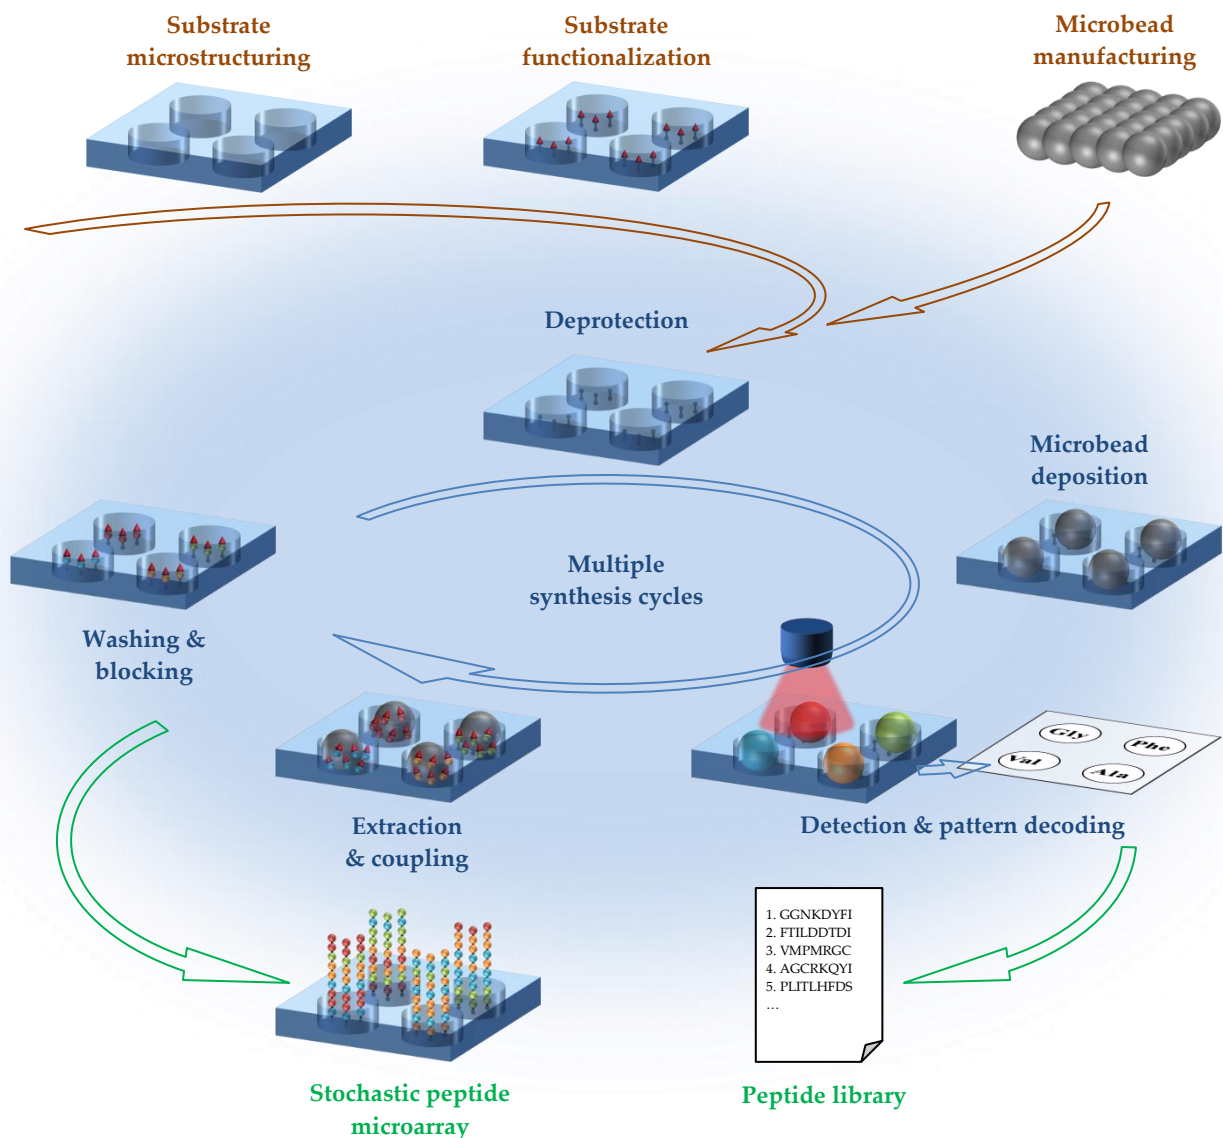 Substrate
microstructuring
Substrate
functionalization
Microbead
manufacturing
Deprotection
Microbead
deposition
Multiple
synthesis cycles
Washing &
blocking
Gly
Phe
Val
Ala
Extraction
& coupling
Detection & pattern decoding
1. GGNKDYFI
2. FTILDDTDI
3. VMPMRGC
4. AGCRKQYI
5. PLITLHFDS
...
Stochastic peptide
microarray
Peptide library